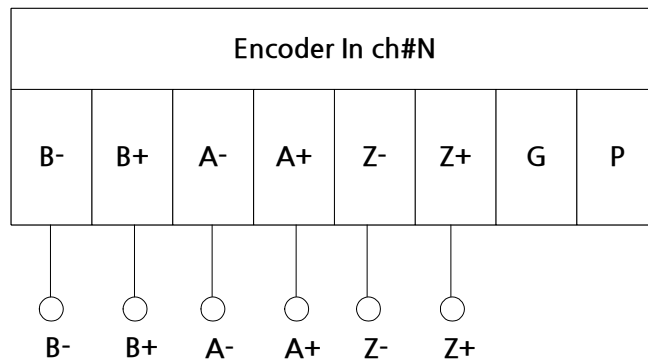 Encoder In ch#N
B- B+ A- A+ Z- Z+ G P
B- B+ A- A+ Z- Z+